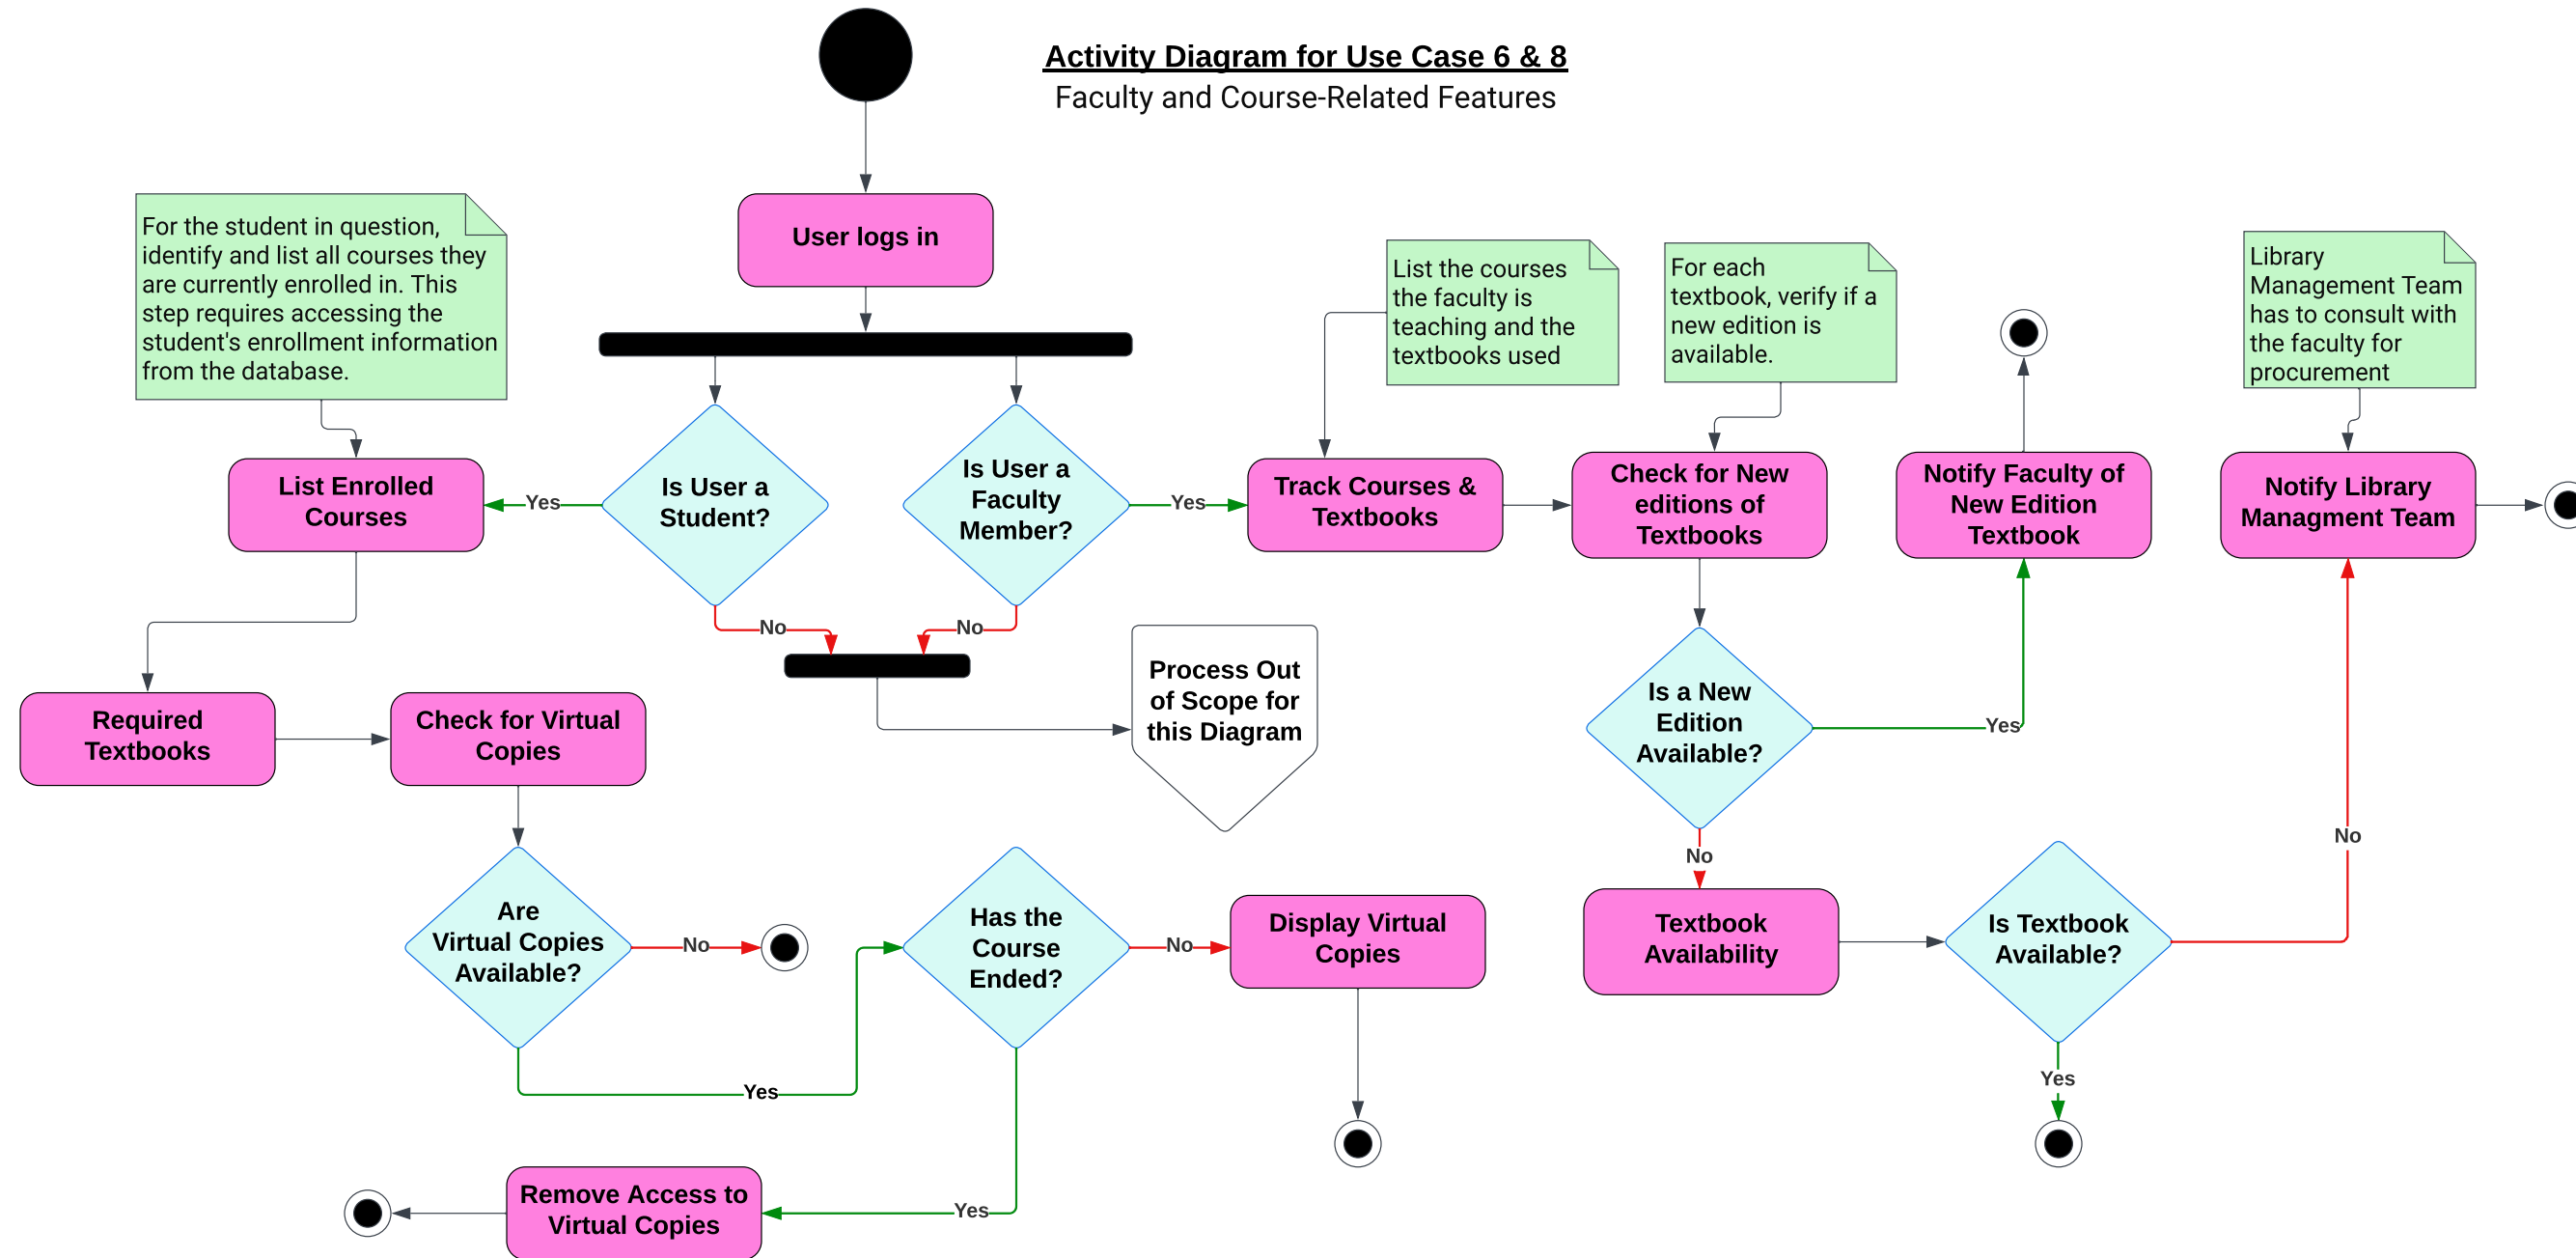 Activity Diagram for Use Case 6 & 8
Faculty and Course-Related Features
For the student in question,
identify and list all courses they
are currently enrolled in. This
step requires accessing the
student's enrollment information
from the database.
User logs in
List the courses
the faculty is
teaching and the
textbooks used
For each
textbook, verify if a
new edition is
available.
Library
Management Team
has to consult with
the faculty for
procurement
List Enrolled
Courses
Yes
Is User a
Student?
Is User a
Faculty
Member?
Yes
Track Courses &
Textbooks
Check for New
editions of
Textbooks
Notify Faculty of
New Edition
Textbook
Notify Library
Managment Team
No
No
Process Out
of Scope for
this Diagram
Required
Textbooks
Check for Virtual
Copies
Is a New
Edition
Available?
Yes
No
No
Are
Virtual Copies
Available?
No
Has the
Course
Ended?
No
Display Virtual
Copies
Textbook
Availability
Is Textbook
Available?
Yes
Yes
Remove Access to
Virtual Copies
Yes